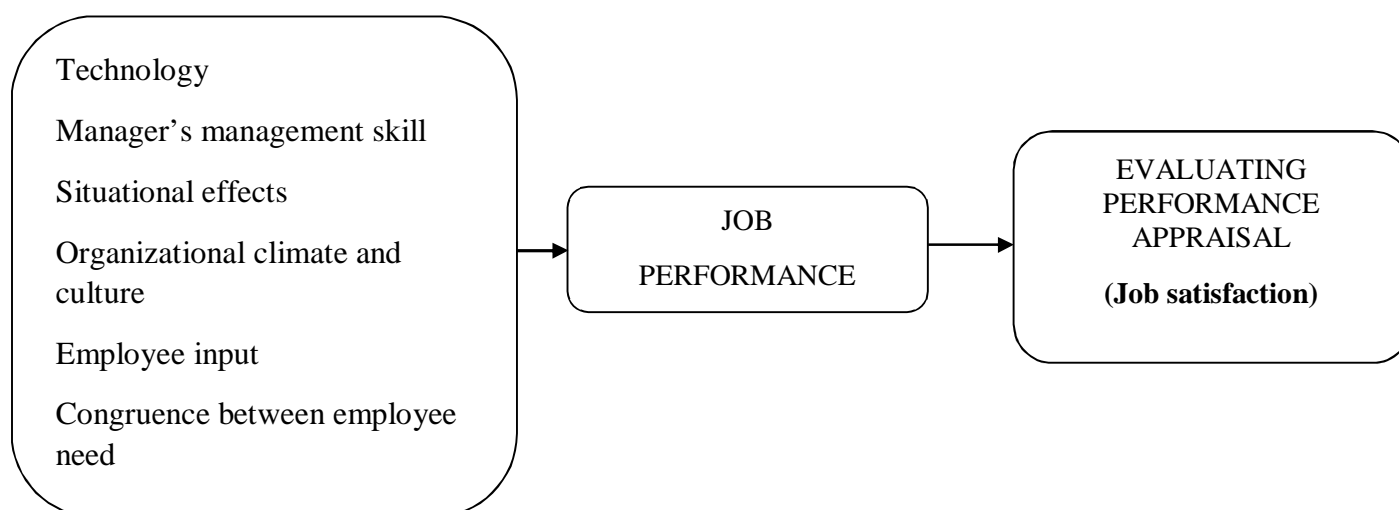 Technology
Manager’s management skill
Situational effects
Organizational climate and
culture
Employee input
Congruence between employee
need
JOB
PERFORMANCE
EVALUATING
PERFORMANCE
APPRAISAL
(Job satisfaction)